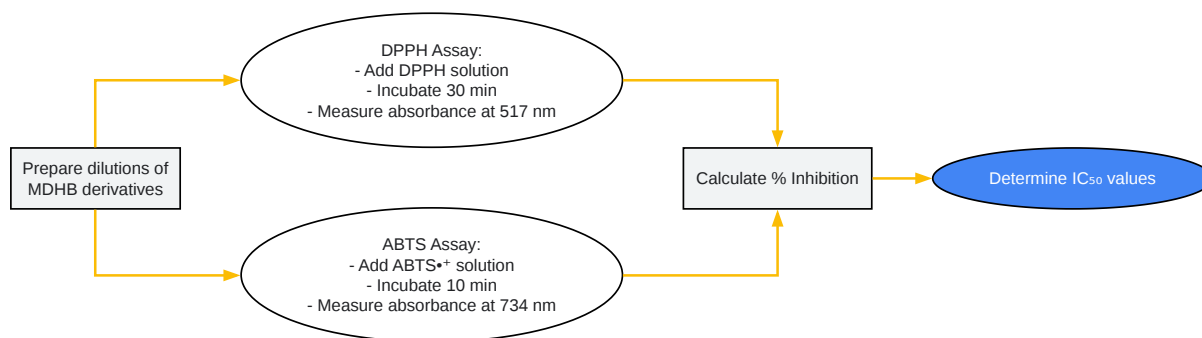 DPPH Assay:
- Add DPPH solution
- Incubate 30 min
- Measure absorbance at 517 nm
Prepare dilutions of
MDHB derivatives
Calculate % Inhibition
Determine IC₅₀ values
ABTS Assay:
- Add ABTS•⁺ solution
- Incubate 10 min
- Measure absorbance at 734 nm